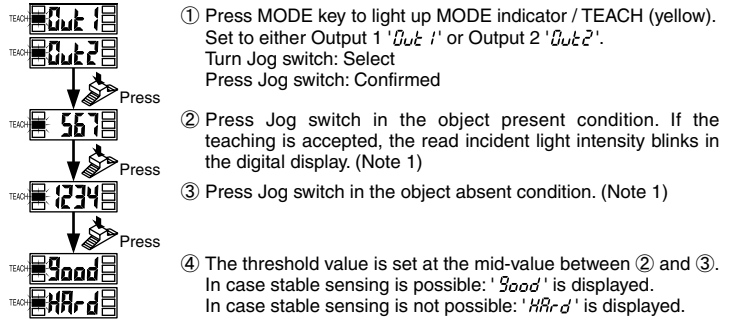 TEACH Out 1
TEACH Out2
① Press MODE key to light up MODE indicator / TEACH (yellow).
Set to either Output 1 'Out 1' or Output 2 'Out2'.
Turn Jog switch: Select
Press Jog switch: Confirmed
Press
TEACH 567
② Press Jog switch in the object present condition. If the
teaching is accepted, the read incident light intensity blinks in
the digital display. (Note 1)
Press
TEACH 1234
③ Press Jog switch in the object absent condition. (Note 1)
Press
TEACH good
TEACH HArd
④ The threshold value is set at the mid-value between ② and ③.
In case stable sensing is possible: 'good' is displayed.
In case stable sensing is not possible: 'HArd' is displayed.